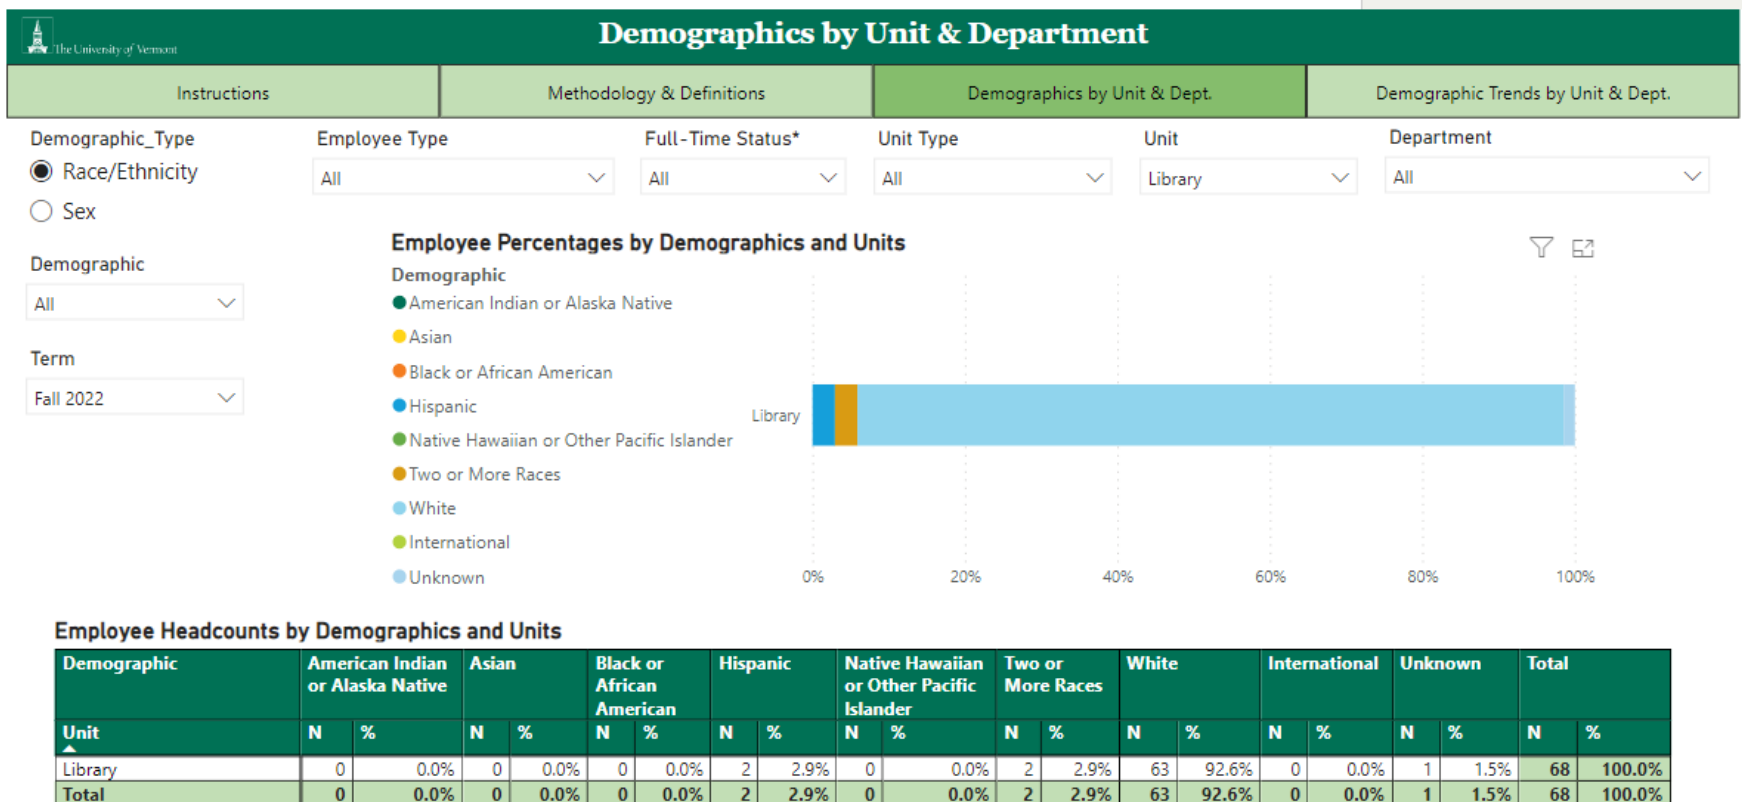 The University of Vermont
Demographics by Unit & Department
Instructions
Methodology & Definitions
Demographics by Unit & Dept.
Demographic Trends by Unit & Dept.
Demographic_Type
Race/Ethnicity
Sex
Employee Type
All
Full-Time Status*
All
Unit Type
All
Unit
Library
Department
All
Demographic
All
Term
Fall 2022
Employee Percentages by Demographics and Units
Demographic
American Indian or Alaska Native
Asian
Black or African American
Hispanic
Native Hawaiian or Other Pacific Islander
Two or More Races
White
International
Unknown
Library
0% 20% 40% 60% 80% 100%
Employee Headcounts by Demographics and Units
Demographic American Indian Asian Black or Hispanic Native Hawaiian Two or White International Unknown Total
or Alaska Native African or Other Pacific More Races
American Islander
Unit N % N % N % N % N % N % N % N % N % N %
Library 0 0.0% 0 0.0% 0 0.0% 2 2.9% 0 0.0% 2 2.9% 63 92.6% 0 0.0% 1 1.5% 68 100.0%
Total 0 0.0% 0 0.0% 0 0.0% 2 2.9% 0 0.0% 2 2.9% 63 92.6% 0 0.0% 1 1.5% 68 100.0%